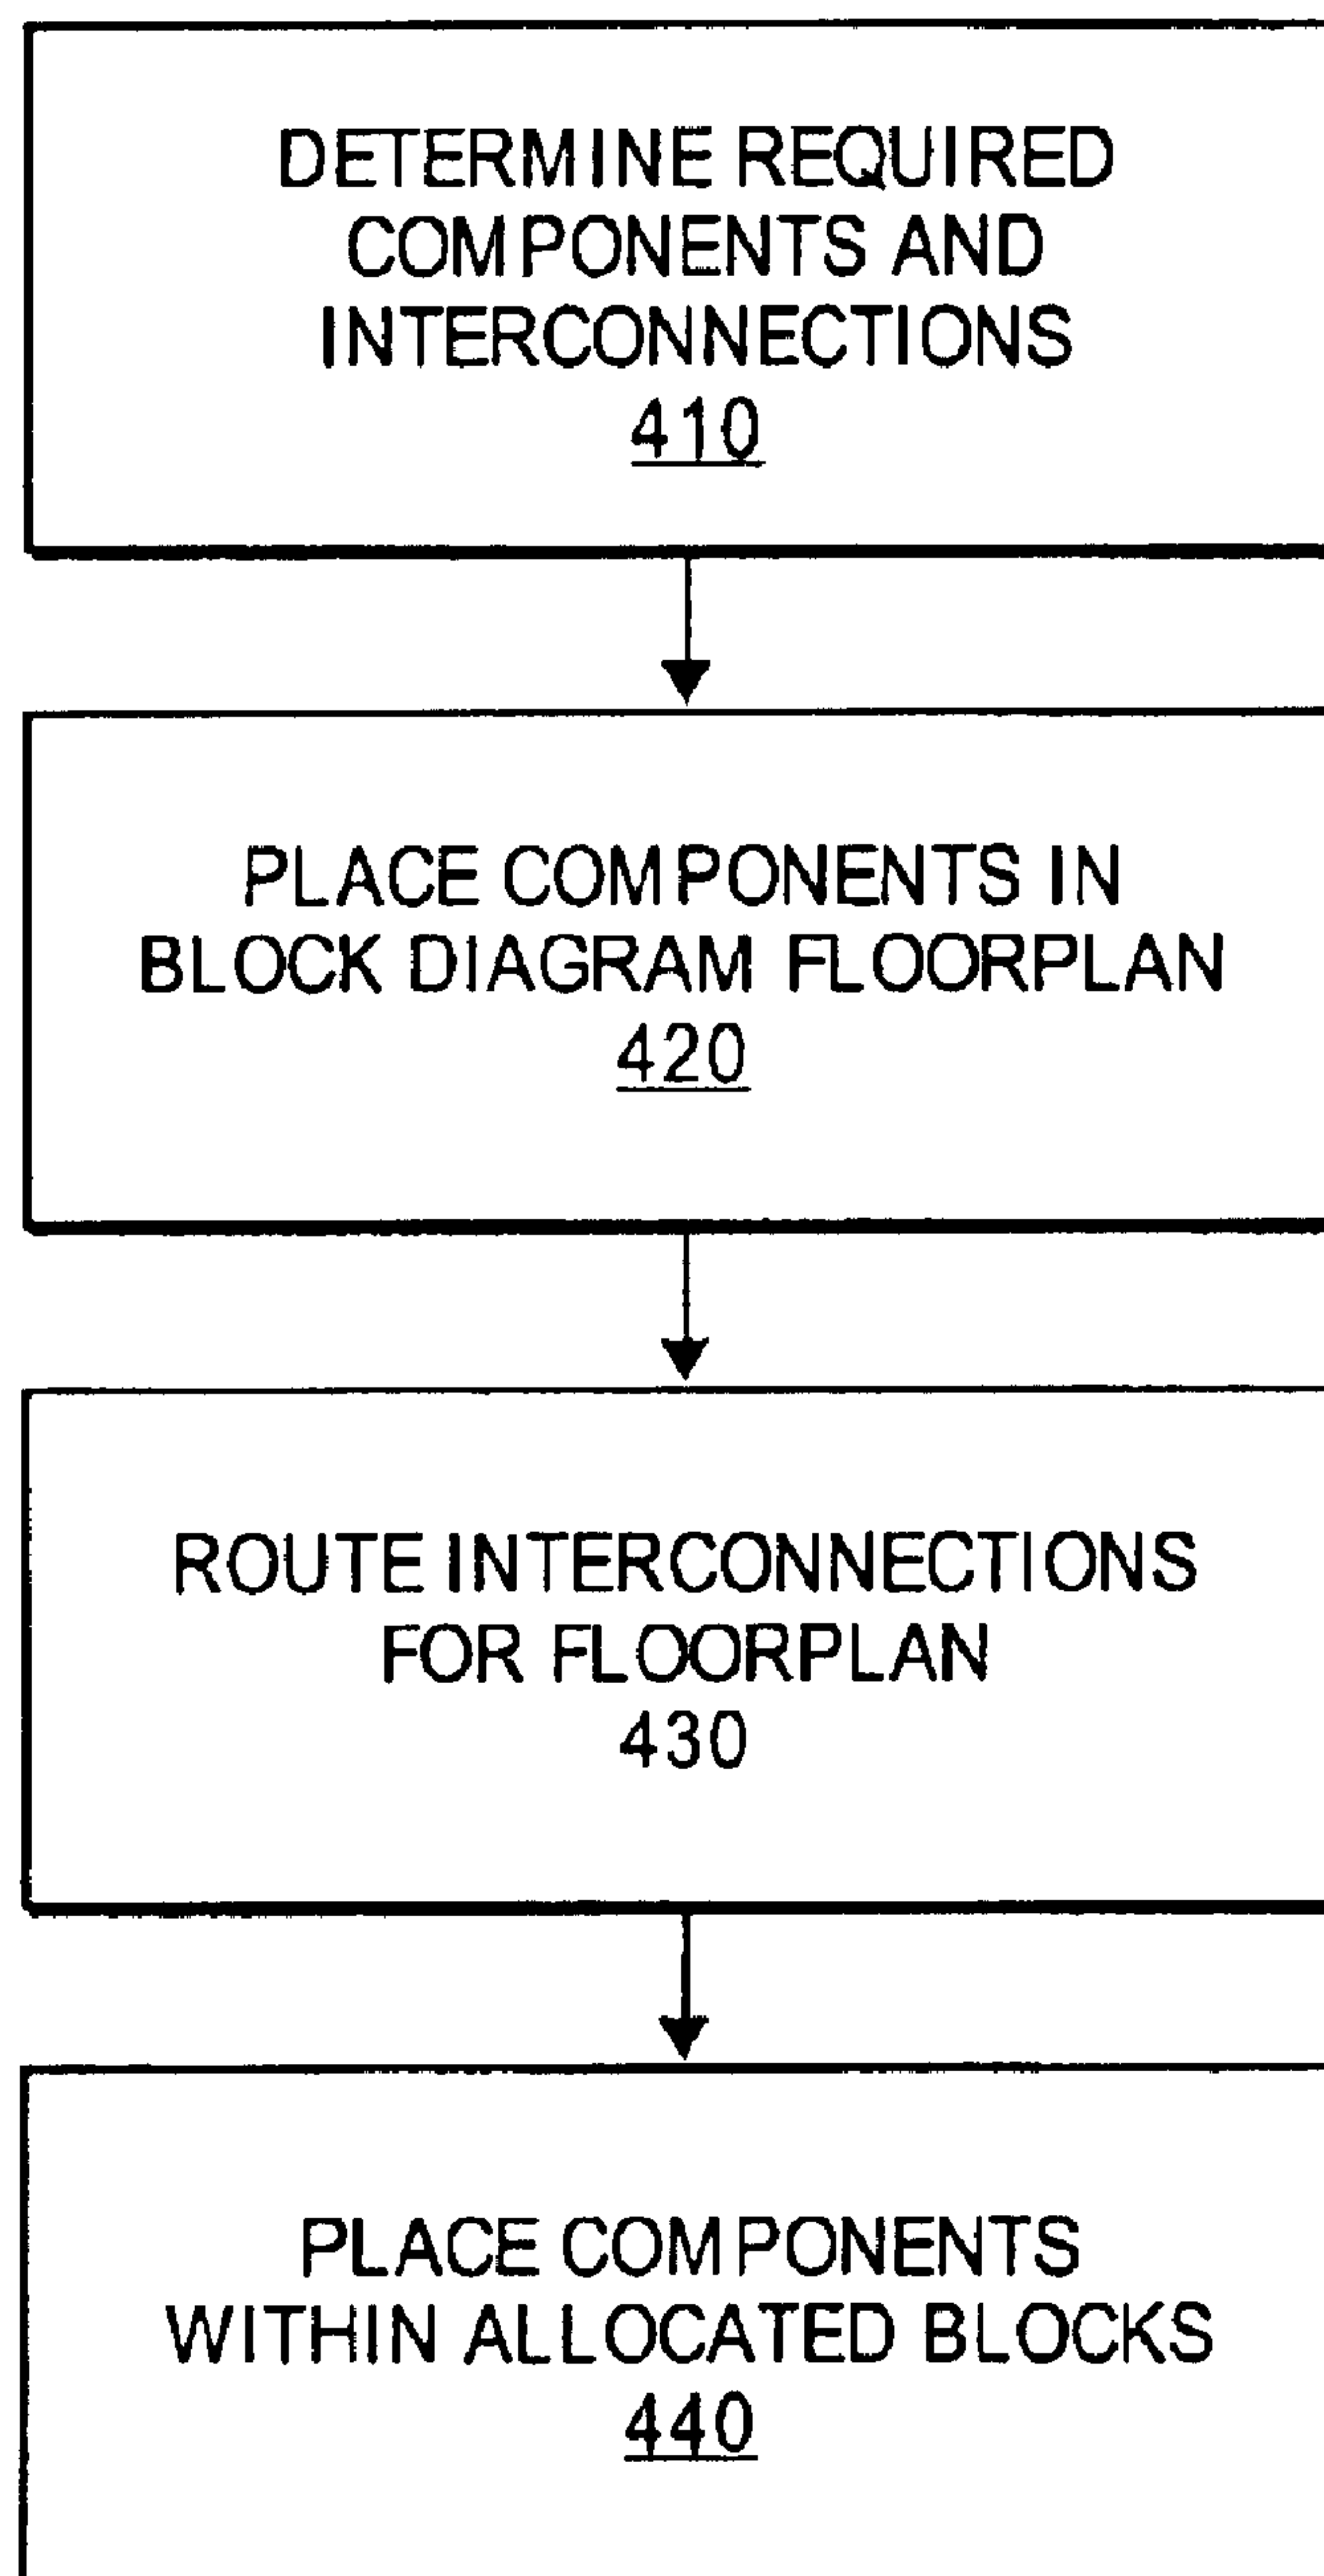 DETERMINE REQUIRED
COMPONENTS AND
INTERCONNECTIONS
410
PLACE COMPONENTS IN
BLOCK DIAGRAM FLOORPLAN
420
ROUTE INTERCONNECTIONS
FOR FLOORPLAN
430
PLACE COMPONENTS
WITHIN ALLOCATED BLOCKS
440